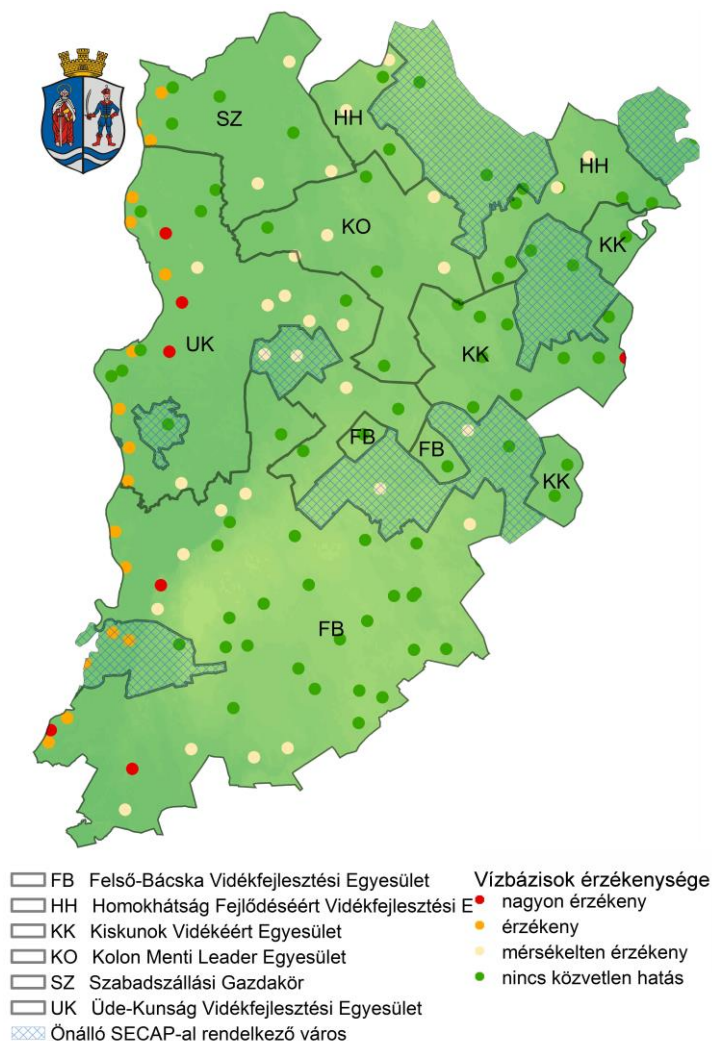 SZ
HH
HH
KO
KK
UK
KK
FB
FB
KK
FB
FB Felső-Bácska Vidékfejlesztési Egyesület
HH Homokhátság Fejlődéséért Vidékfejlesztési E
KK Kiskunok Vidékéért Egyesület
KO Kolon Menti Leader Egyesület
SZ Szabadszállási Gazdakör
UK Üde-Kunság Vidékfejlesztési Egyesület
Önálló SECAP-al rendelkező város
Vízbázisok érzékenysége
nagyon érzékeny
érzékeny
mérsékelten érzékeny
nincs közvetlen hatás